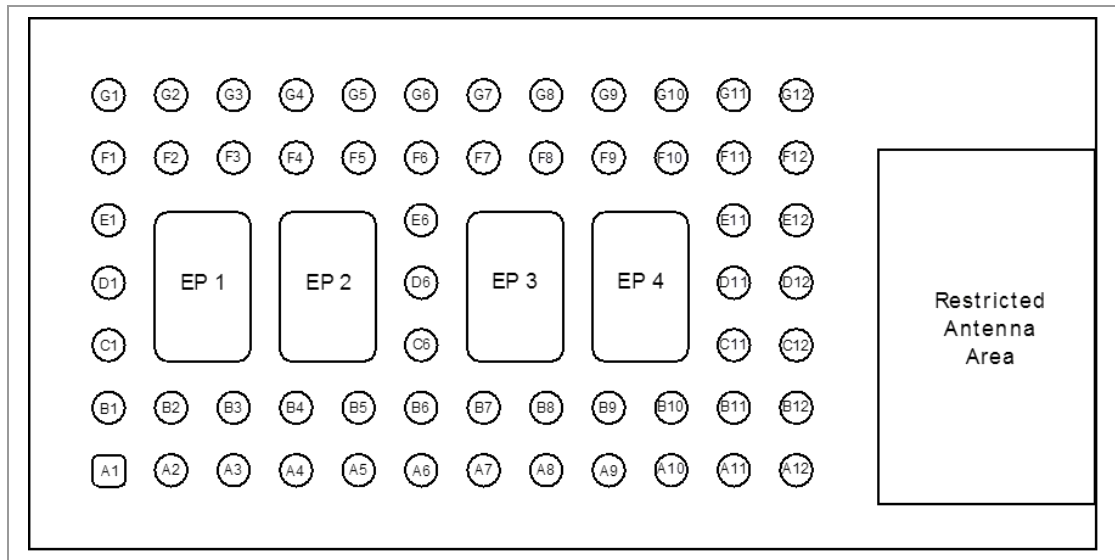 G1 G2 G3 G4 G5 G6 G7 G8 G9 G10 G11 G12
F1 F2 F3 F4 F5 F6 F7 F8 F9 F10 F11 F12
E1 E6 E11 E12
EP 1 EP 2 EP 3 EP 4
D1 D6 D11 D12
C1 C6 C11 C12
B1 B2 B3 B4 B5 B6 B7 B8 B9 B10 B11 B12
A1 A2 A3 A4 A5 A6 A7 A8 A9 A10 A11 A12
Restricted
Antenna
Area